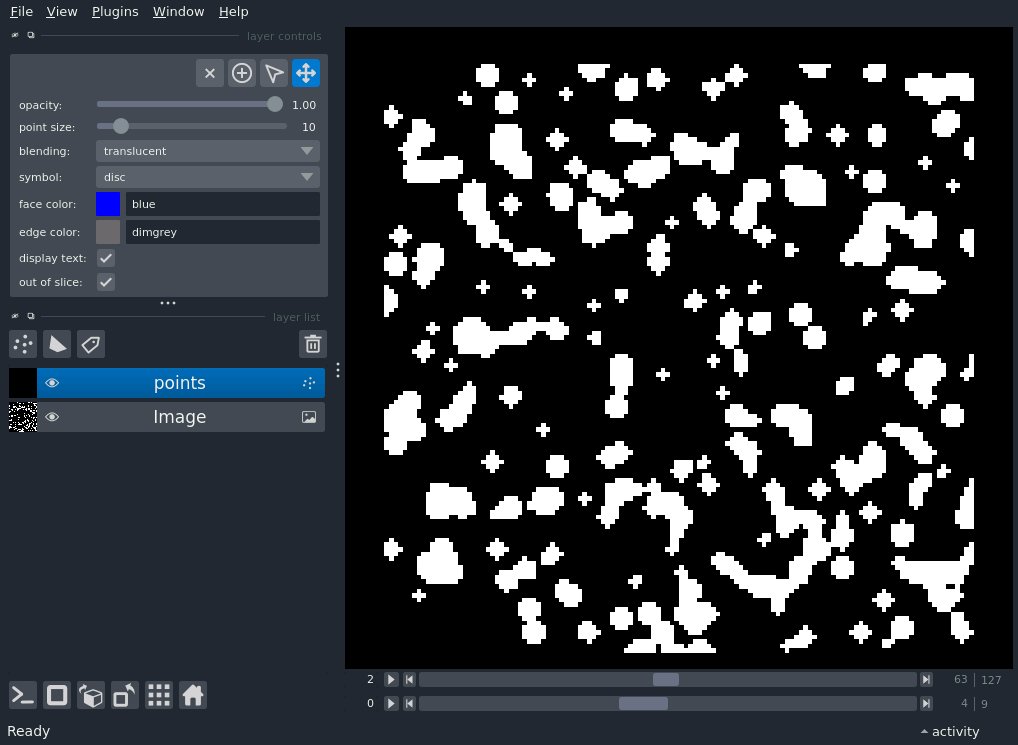 File View Plugins Window Help
layer controls
opacity: 1.00
point size: 10
blending: translucent
symbol: disc
face color: blue
edge color: dimgrey
display text:
out of slice:
layer list
points
Image
2 63 127
0 4 9
Ready activity